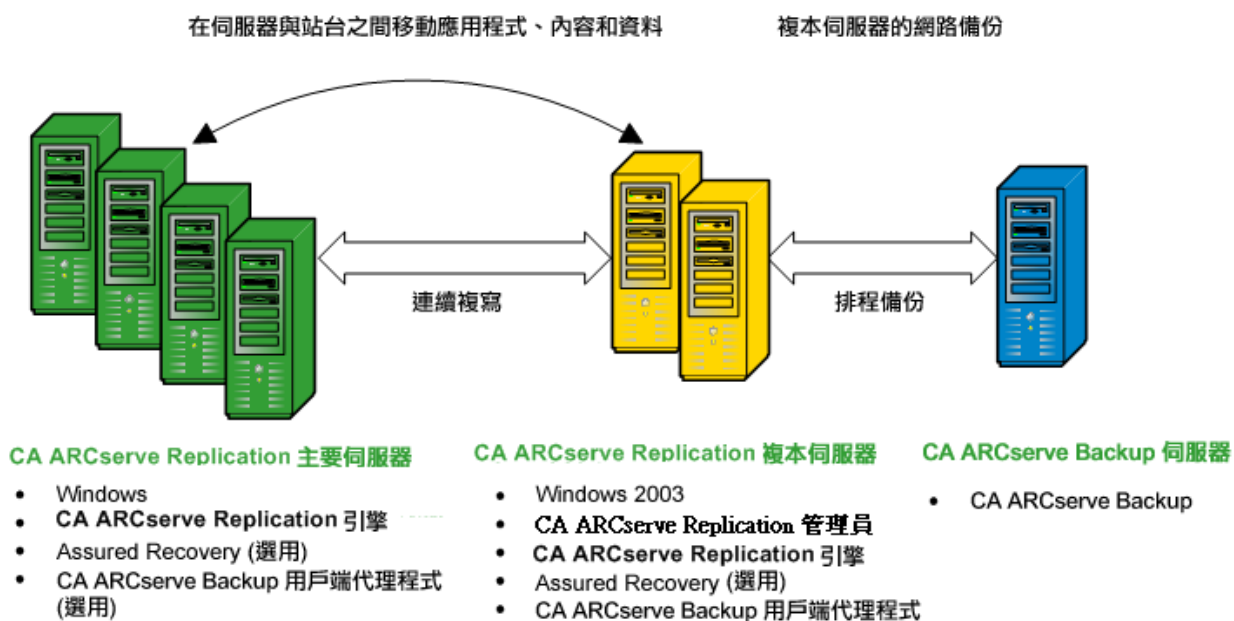 在伺服器與站台之間移動應用程式、內容和資料
複本伺服器的網路備份
連續複寫
排程備份
CA ARCserve Replication 主要伺服器
• Windows
• CA ARCserve Replication 引擎
• Assured Recovery (選用)
• CA ARCserve Backup 用戶端代理程式
(選用)
CA ARCserve Replication 複本伺服器
• Windows 2003
• CA ARCserve Replication 管理員
• CA ARCserve Replication 引擎
• Assured Recovery (選用)
• CA ARCserve Backup 用戶端代理程式
CA ARCserve Backup 伺服器
• CA ARCserve Backup